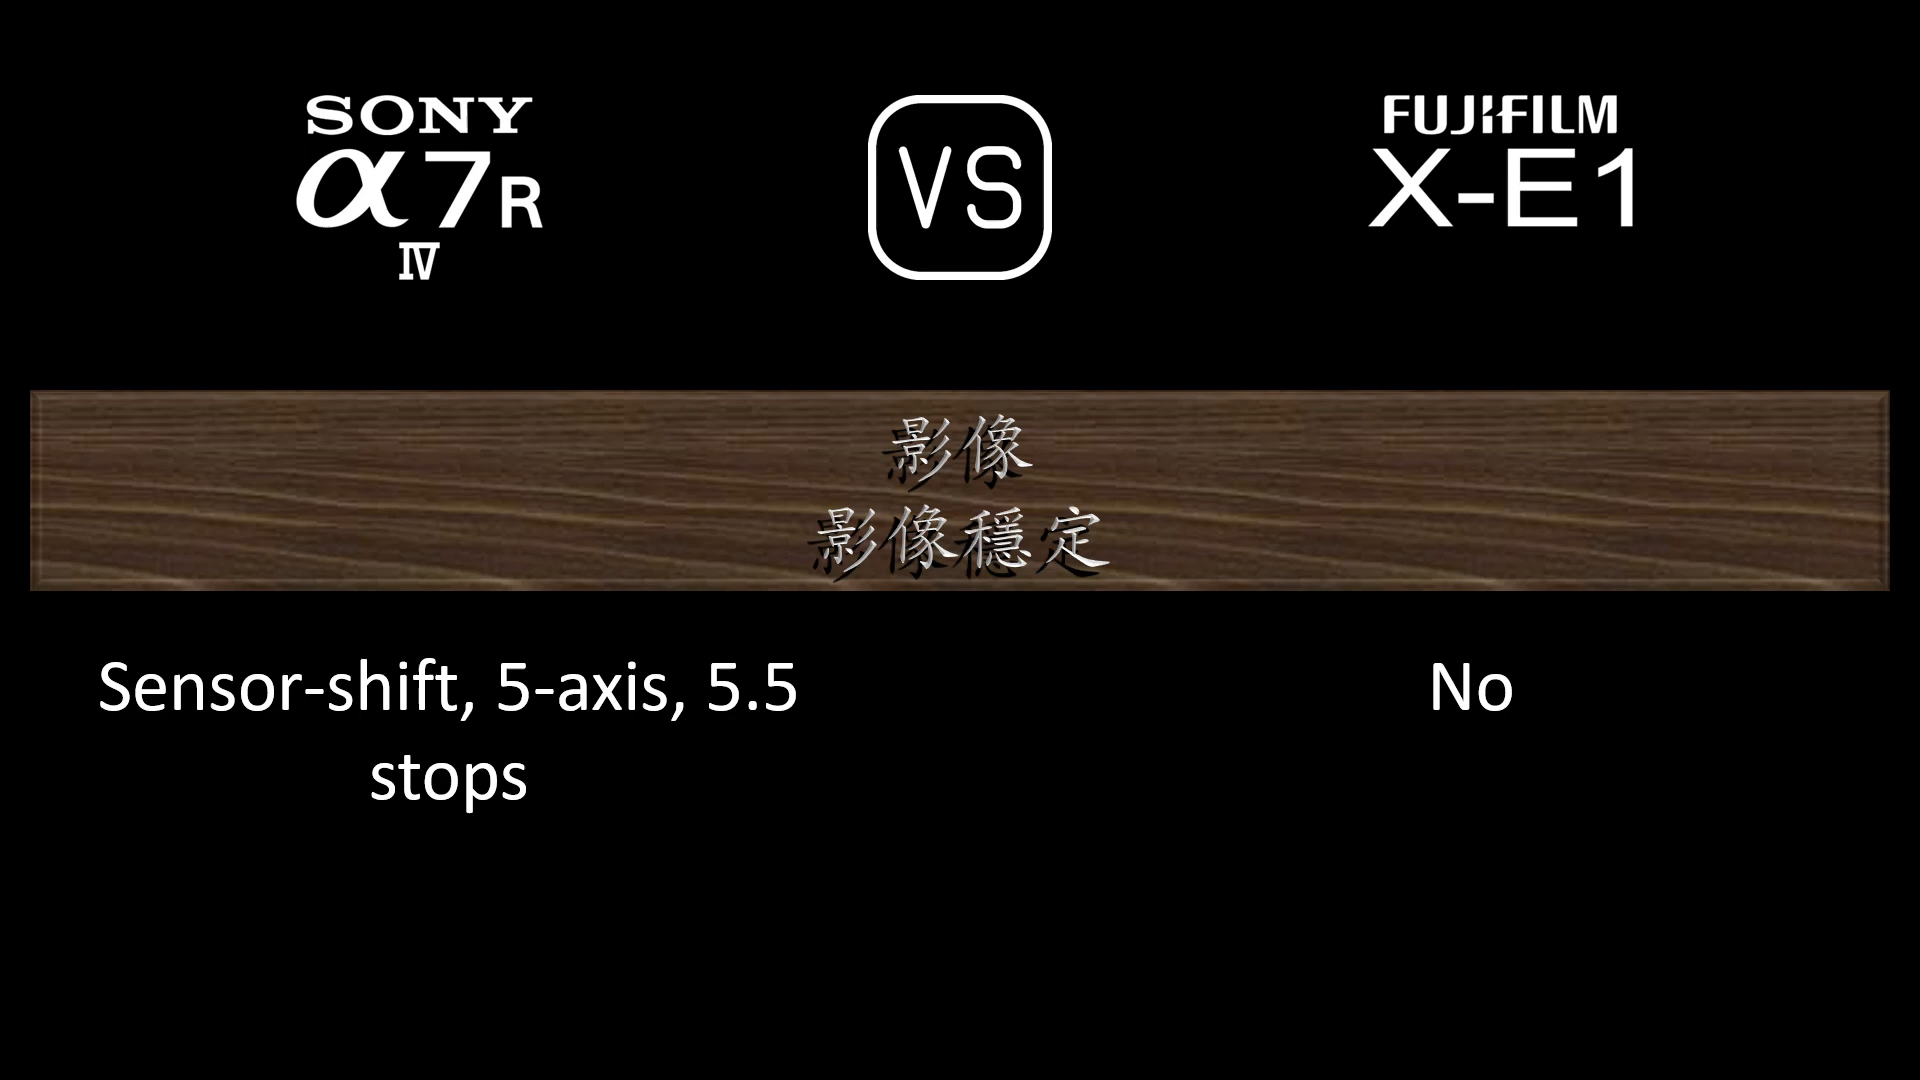 SONY
α7R
IV
VS
FUJIFILM
X-E1
影像
影像穩定
Sensor-shift, 5-axis, 5.5
stops
No